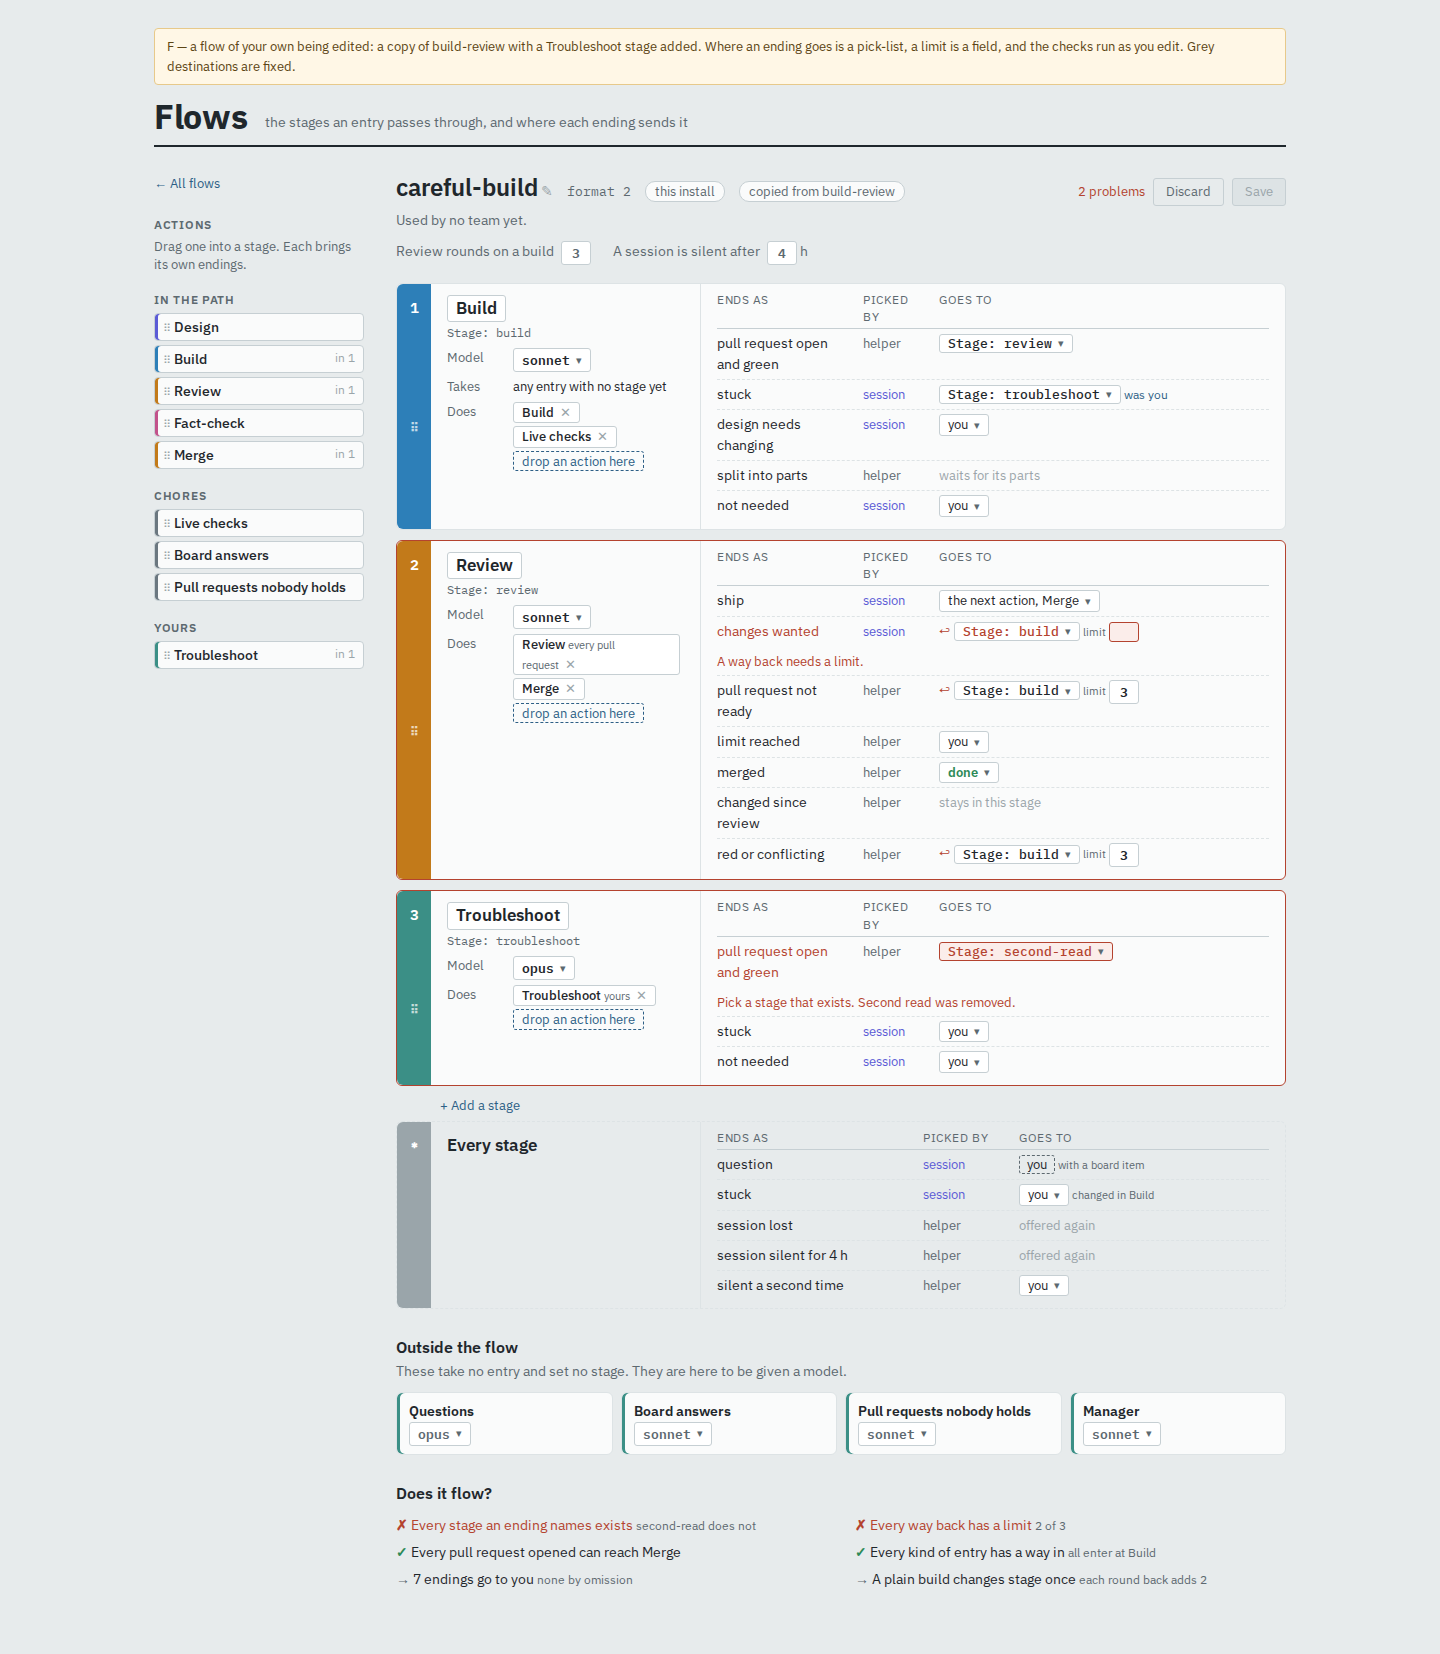 F — a flow of your own being edited: a copy of build-review with a Troubleshoot stage added. Where an ending goes is a pick-list, a limit is a field, and the checks run as you edit. Grey
destinations are fixed.
Flows the stages an entry passes through, and where each ending sends it
← All flows
ACTIONS
Drag one into a stage. Each brings
its own endings.
IN THE PATH
Design
Build in 1
Review in 1
Fact-check
Merge in 1
CHORES
Live checks
Board answers
Pull requests nobody holds
YOURS
Troubleshoot in 1
careful-build ✎ format 2 this install copied from build-review 2 problems Discard Save
Used by no team yet.
Review rounds on a build 3 A session is silent after 4 h
1
Build
Stage: build
Model sonnet ▾
Takes any entry with no stage yet
Does Build ✕
Live checks ✕
drop an action here
ENDS AS PICKED BY GOES TO
pull request open and green helper Stage: review ▾
stuck session Stage: troubleshoot ▾ was you
design needs changing session you ▾
split into parts helper waits for its parts
not needed session you ▾
2
Review
Stage: review
Model sonnet ▾
Does Review every pull request ✕
Merge ✕
drop an action here
ENDS AS PICKED BY GOES TO
ship session the next action, Merge ▾
changes wanted session ↩ Stage: build ▾ limit
A way back needs a limit.
pull request not ready helper ↩ Stage: build ▾ limit 3
limit reached helper you ▾
merged helper done ▾
changed since review helper stays in this stage
red or conflicting helper ↩ Stage: build ▾ limit 3
3
Troubleshoot
Stage: troubleshoot
Model opus ▾
Does Troubleshoot yours ✕
drop an action here
ENDS AS PICKED BY GOES TO
pull request open and green helper Stage: second-read ▾
Pick a stage that exists. Second read was removed.
stuck session you ▾
not needed session you ▾
+ Add a stage
*
Every stage
ENDS AS PICKED BY GOES TO
question session you with a board item
stuck session you ▾ changed in Build
session lost helper offered again
session silent for 4 h helper offered again
silent a second time helper you ▾
Outside the flow
These take no entry and set no stage. They are here to be given a model.
Questions
opus ▾
Board answers
sonnet ▾
Pull requests nobody holds
sonnet ▾
Manager
sonnet ▾
Does it flow?
✗ Every stage an ending names exists second-read does not
✗ Every way back has a limit 2 of 3
✓ Every pull request opened can reach Merge
✓ Every kind of entry has a way in all enter at Build
→ 7 endings go to you none by omission
→ A plain build changes stage once each round back adds 2